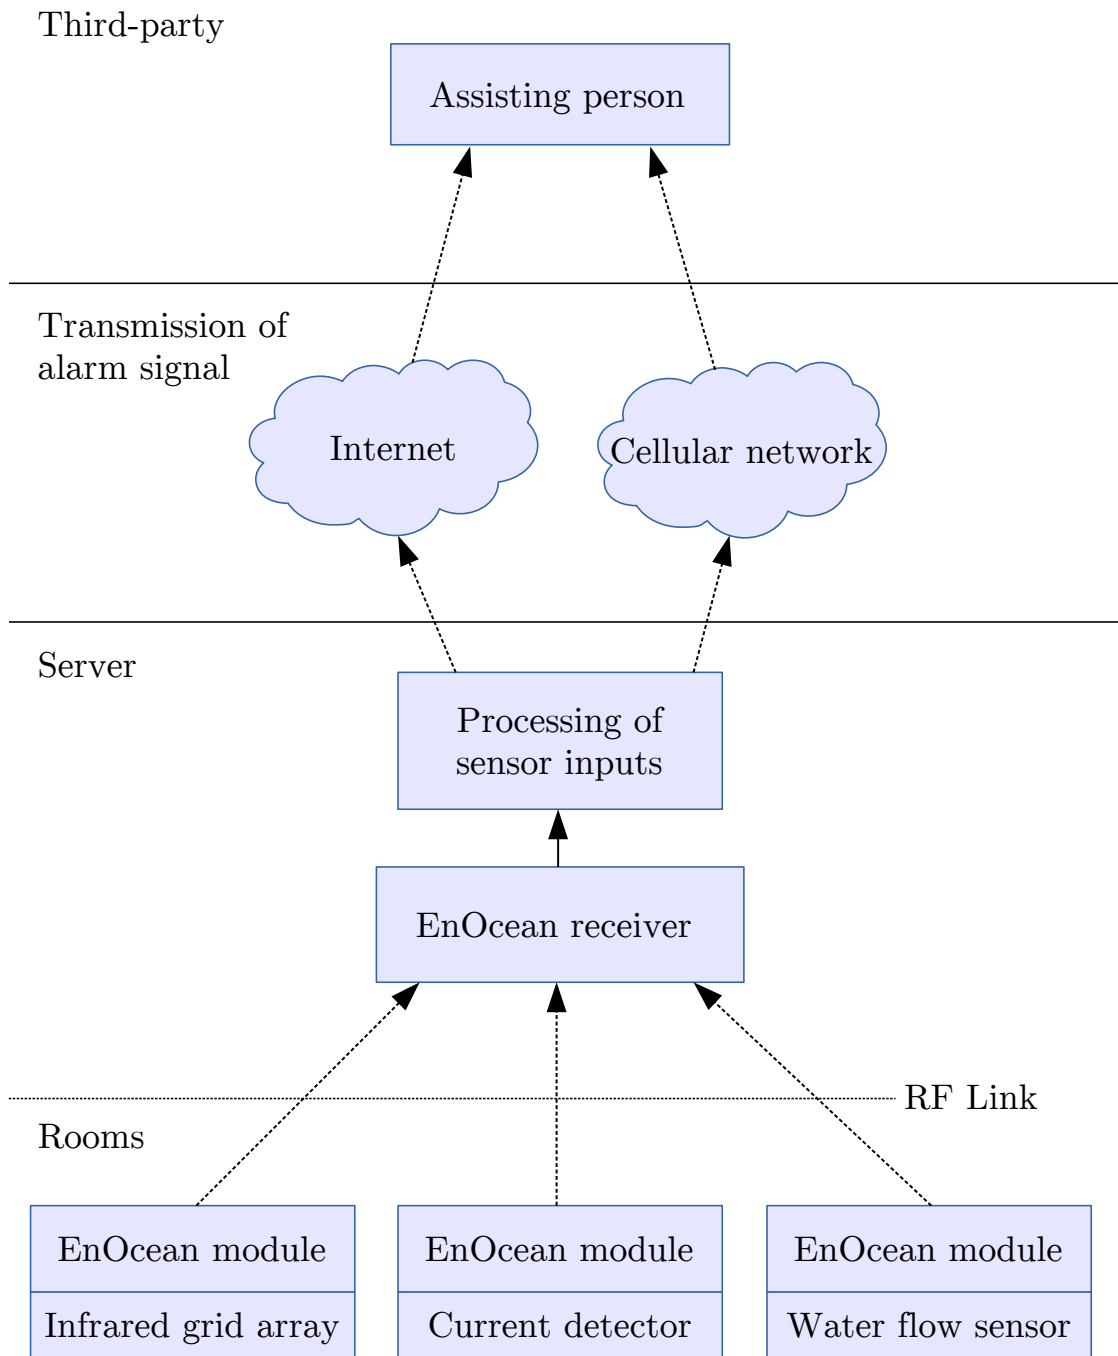 Third-party
Assisting person
Transmission of
alarm signal
Internet
Cellular network
Server
Processing of
sensor inputs
EnOcean receiver
RF Link
Rooms
EnOcean module
EnOcean module
EnOcean module
Infrared grid array
Current detector
Water flow sensor